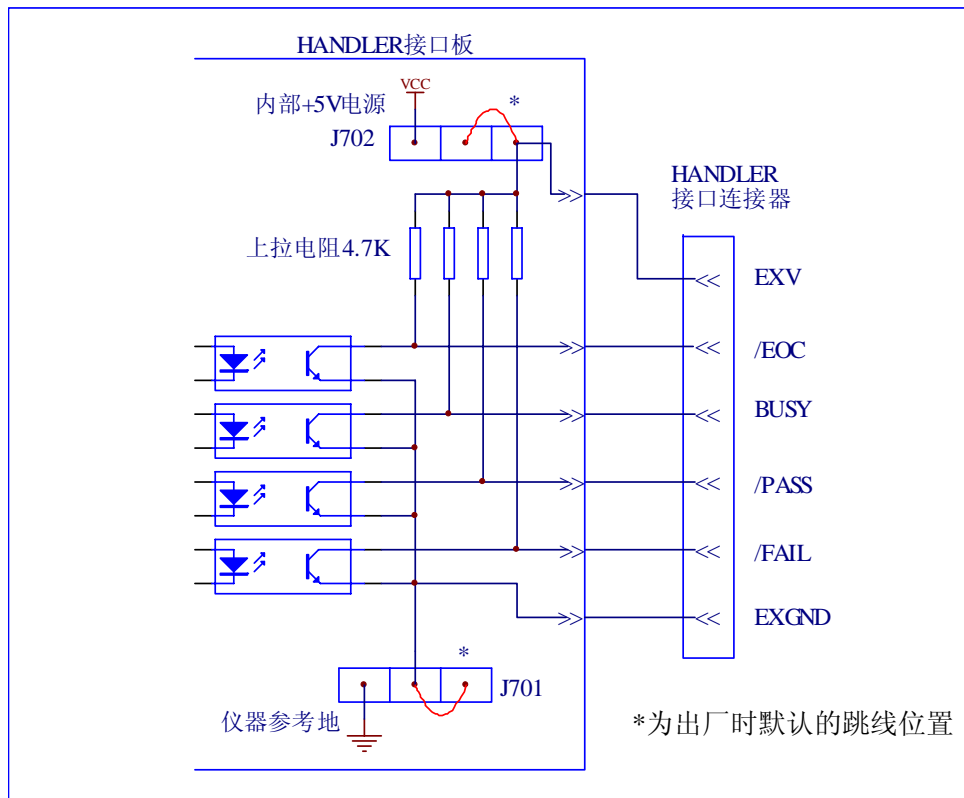 HANDLER接口板
VCC
内部+5V电源
*
J702
HANDLER
接口连接器
上拉电阻4.7K
EXV
/EOC
BUSY
/PASS
/FAIL
EXGND
*
J701
仪器参考地
*为出厂时默认的跳线位置